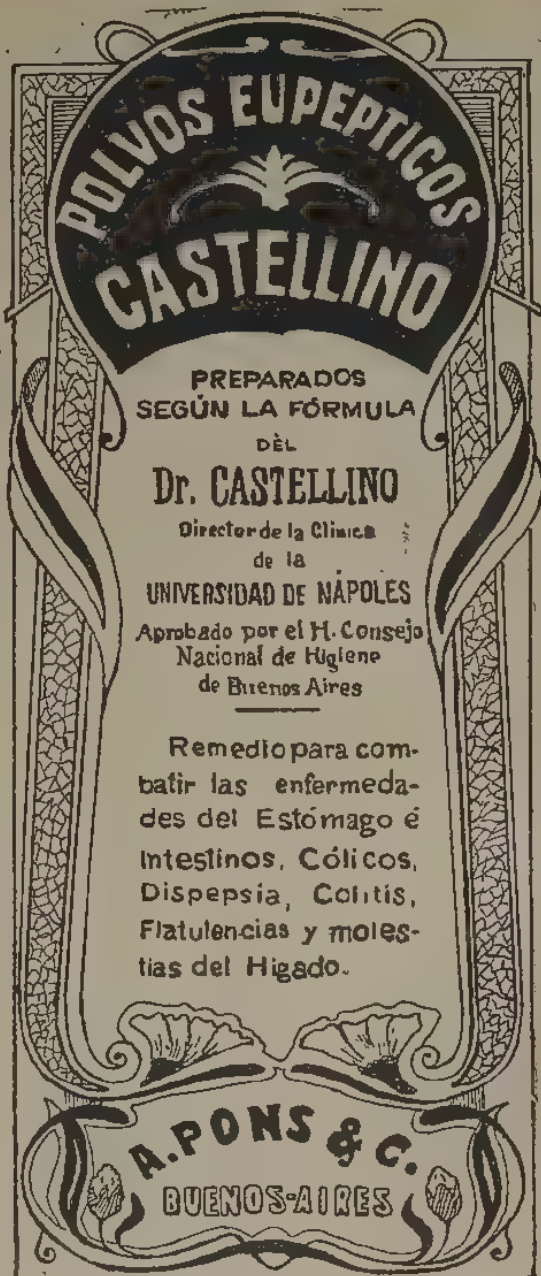 POLVOS EUPEPTICOS
CASTELLINO
PREPARADOS
SEGÚN LA FÓRMULA
DEL
Dr. CASTELLINO
Director de la Clinica
de la
UNIVERSIDAD DE NÁPOLES
Aprobado por el H. Consejo
Nacional de Higiene
de Buenos Aires
Remedio para com-
batir las enfermeda-
des del Estómago é
Intestinos, Cólicos,
Dispepsia, Colitis,
Flatulencias y moles-
tias del Higado.
A. PONS & C.
BUENOS-AIRES